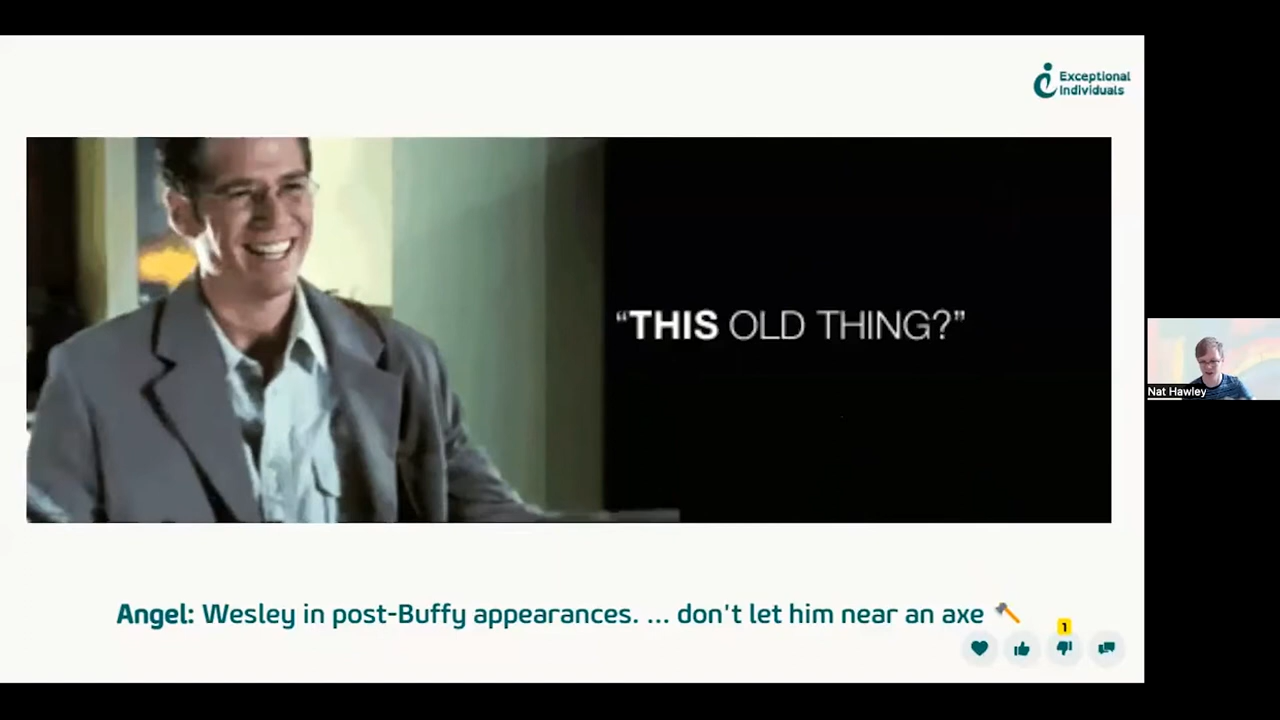 Exceptional
Individuals
“THIS OLD THING?”
Nat Hawley
Angel: Wesley in post-Buffy appearances. ... don't let him near an axe 🪓
1